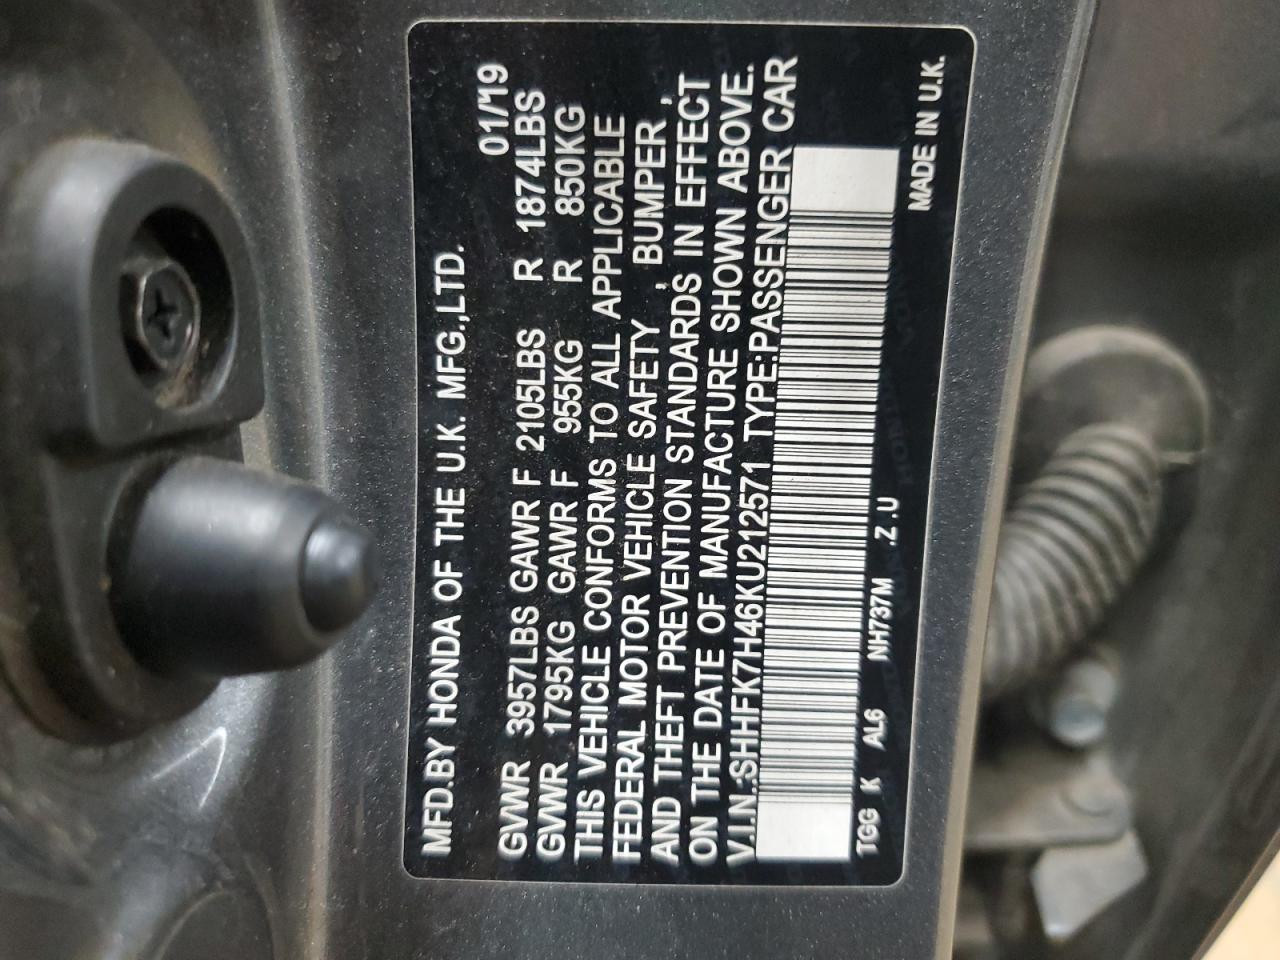 MFD.BY HONDA OF THE U.K. MFG.,LTD.
01/'19
GVWR 3957LBS GAWR F 2105LBS R 1874LBS
GVWR 1795KG GAWR F 955KG R 850KG
THIS VEHICLE CONFORMS TO ALL APPLICABLE
FEDERAL MOTOR VEHICLE SAFETY , BUMPER ,
AND THEFT PREVENTION STANDARDS IN EFFECT
ON THE DATE OF MANUFACTURE SHOWN ABOVE.
V.I.N.:SHHFK7H46KU212571 TYPE:PASSENGER CAR
TGG K AL6 NH737M .Z.U
MADE IN U.K.